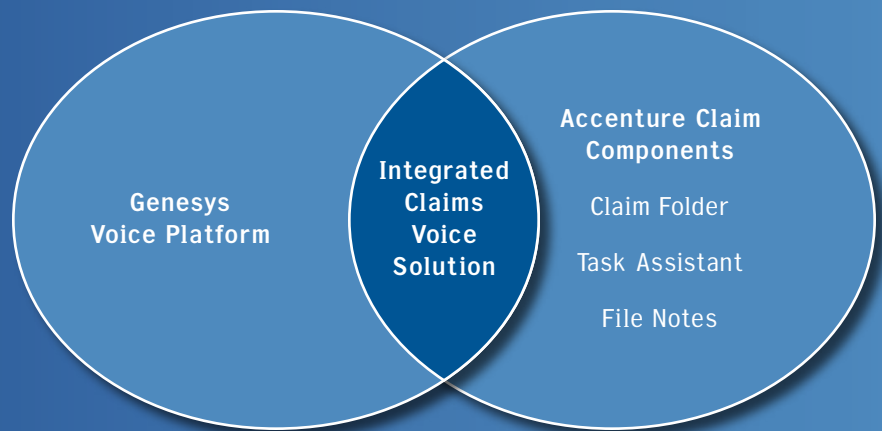 Genesys
Voice Platform
Integrated
Claims
Voice
Solution
Accenture Claim
Components
Claim Folder
Task Assistant
File Notes